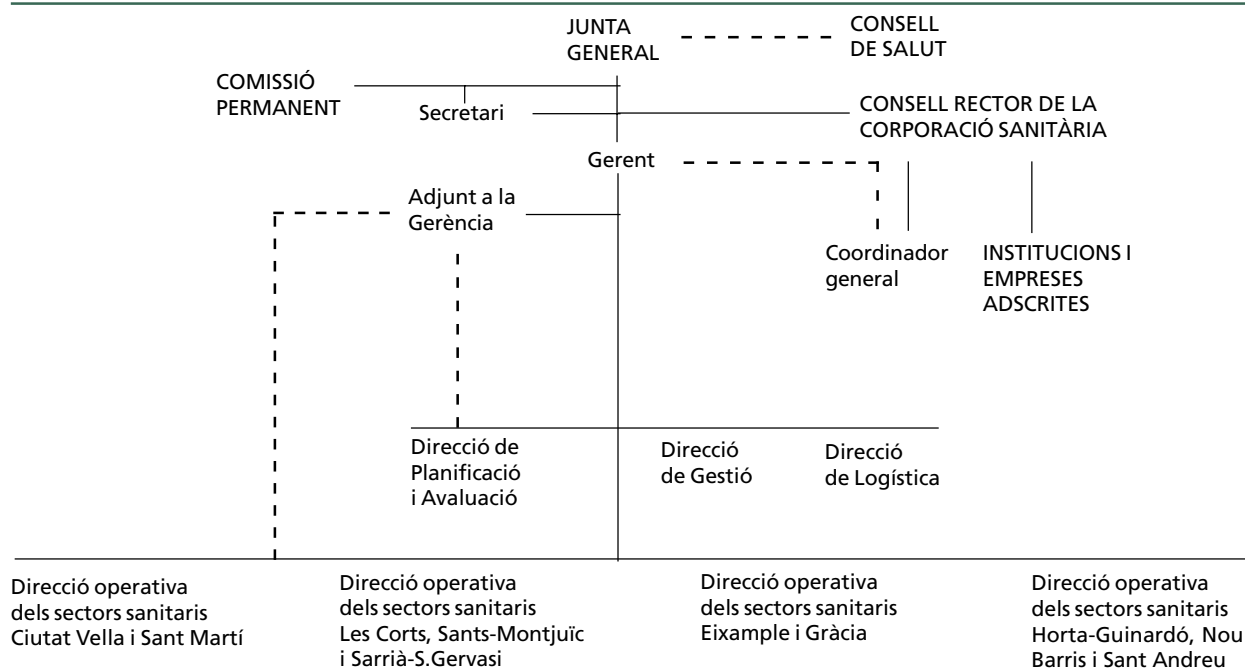 JUNTA
GENERAL
CONSELL
DE SALUT
COMISSIÓ
PERMANENT
Secretari
CONSELL RECTOR DE LA
CORPORACIÓ SANITÀRIA
Gerent
Adjunt a la
Gerència
Coordinador
general
INSTITUCIONS I
EMPRESES
ADSCRITES
Direcció de
Planificació
i Avaluació
Direcció
de Gestió
Direcció
de Logística
Direcció operativa
dels sectors sanitaris
Ciutat Vella i Sant Martí
Direcció operativa
dels sectors sanitaris
Les Corts, Sants-Montjuïc
i Sarrià-S.Gervasi
Direcció operativa
dels sectors sanitaris
Eixample i Gràcia
Direcció operativa
dels sectors sanitaris
Horta-Guinardó, Nou
Barris i Sant Andreu